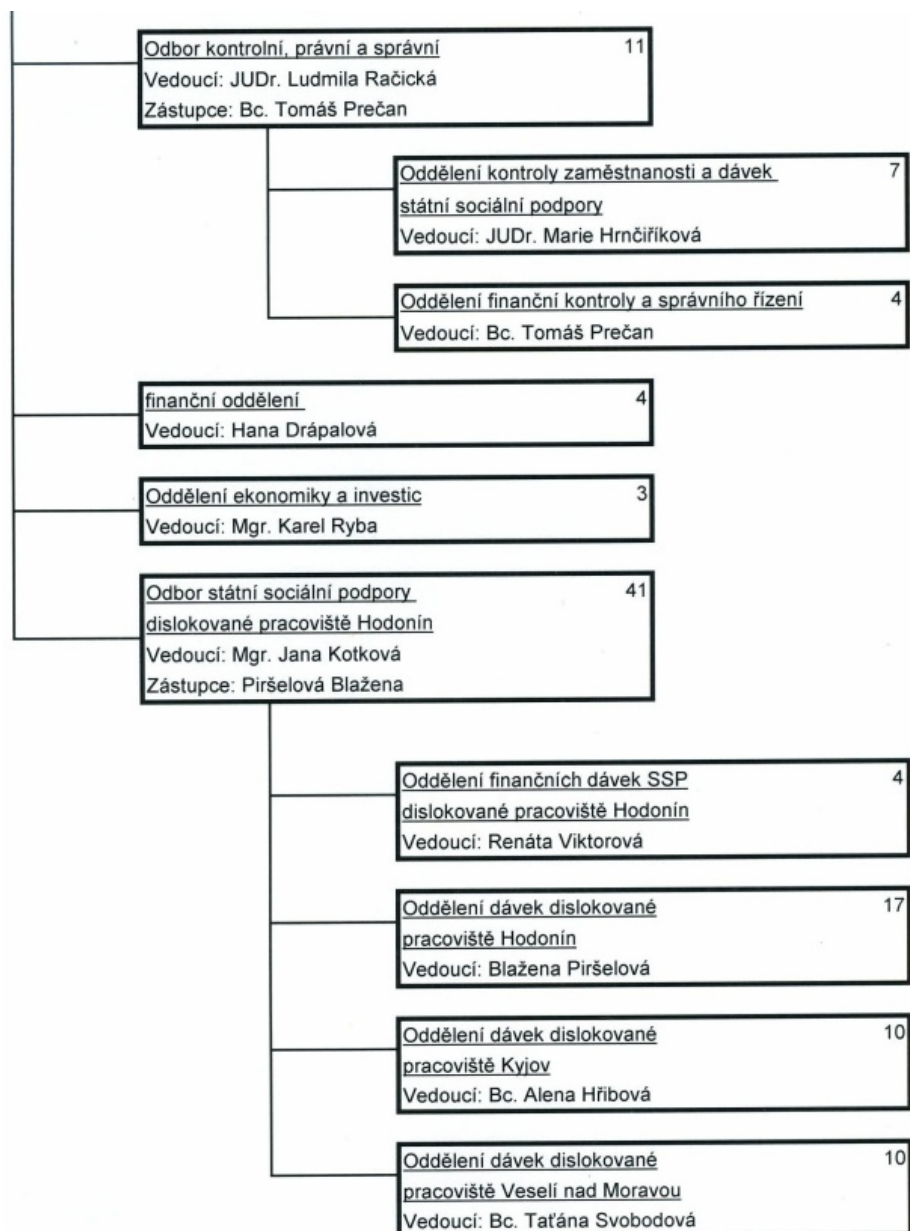 Odbor kontrolní, právní a správní 11
Vedoucí: JUDr. Ludmila Račická
Zástupce: Bc. Tomáš Prečan
Oddělení kontroly zaměstnanosti a dávek 7
státní sociální podpory
Vedoucí: JUDr. Marie Hrnčiříková
Oddělení finanční kontroly a správního řízení 4
Vedoucí: Bc. Tomáš Prečan
finanční oddělení 4
Vedoucí: Hana Drápalová
Oddělení ekonomiky a investic 3
Vedoucí: Mgr. Karel Ryba
Odbor státní sociální podpory 41
dislokované pracoviště Hodonín
Vedoucí: Mgr. Jana Kotková
Zástupce: Piršelová Blažena
Oddělení finančních dávek SSP 4
dislokované pracoviště Hodonín
Vedoucí: Renáta Viktorová
Oddělení dávek dislokované 17
pracoviště Hodonín
Vedoucí: Blažena Piršelová
Oddělení dávek dislokované 10
pracoviště Kyjov
Vedoucí: Bc. Alena Hřibová
Oddělení dávek dislokované 10
pracoviště Veselí nad Moravou
Vedoucí: Bc. Taťána Svobodová